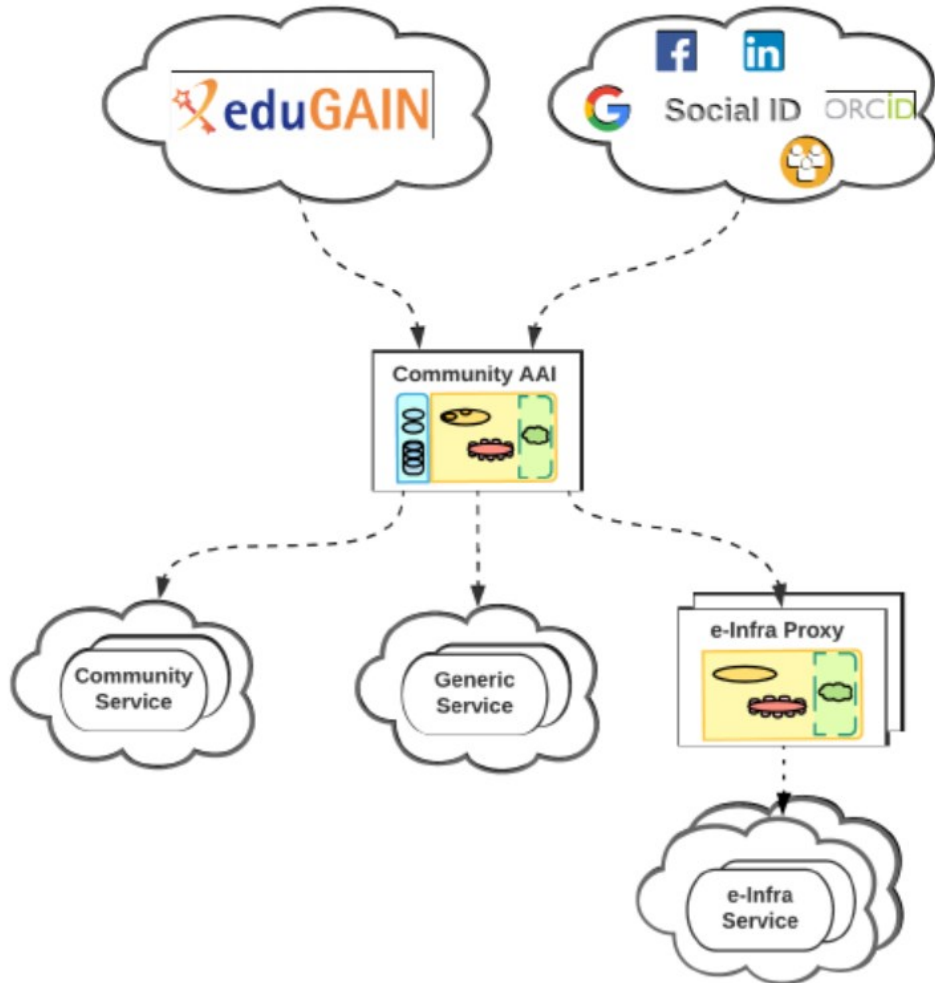 eduGAIN
Social ID
ORCID
Community AAI
Community
Service
Generic
Service
e-Infra Proxy
e-Infra
Service